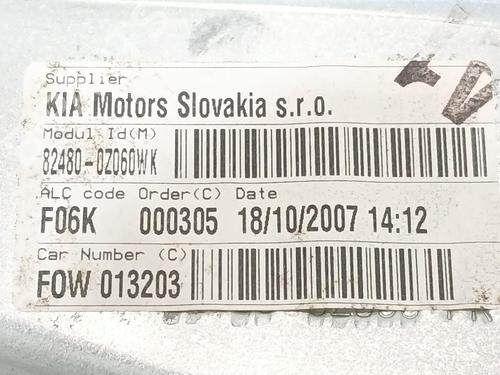 Supplier
KIA Motors Slovakia s.r.o.
Modul Id(M)
82480-0Z060WK
ALC code Order(C) Date
F06K 000305 18/10/2007 14:12
Car Number (C)
FOW 013203